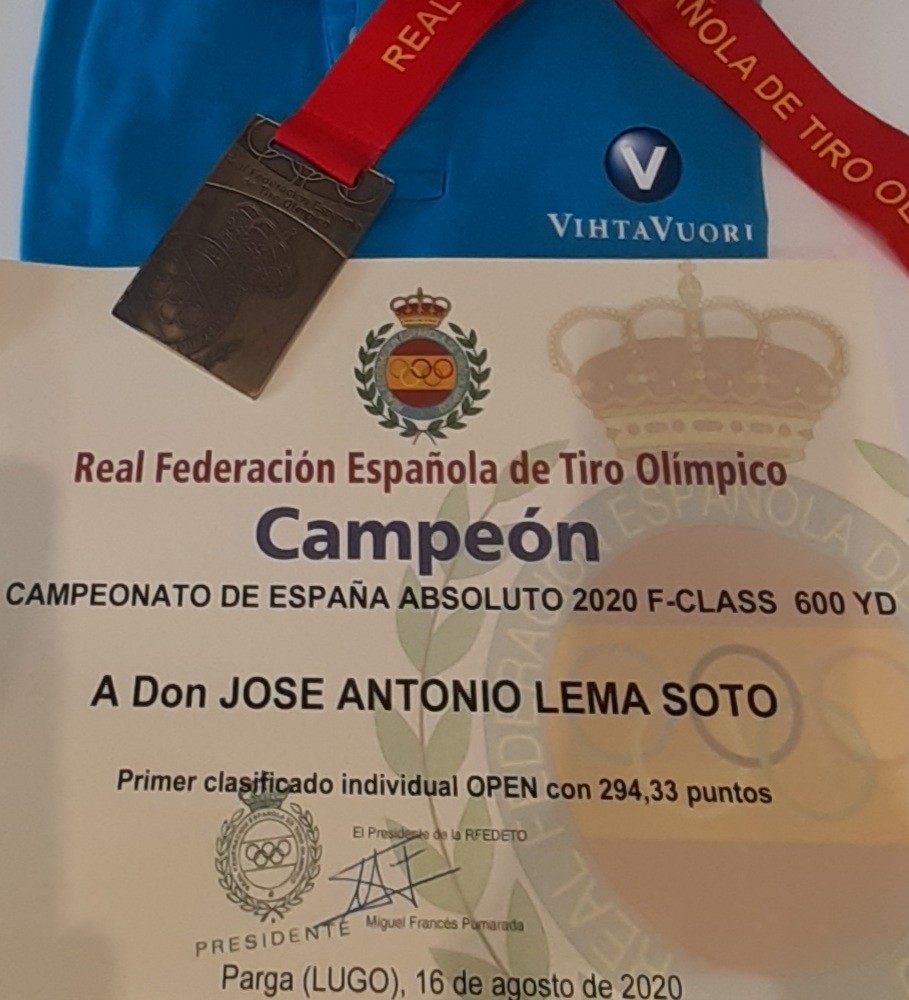 REAL
ÑOLA DE TIRO OL
V
VIHTAVUORI
Real Federación Española de Tiro Olímpico
Campeón
CAMPEONATO DE ESPAÑA ABSOLUTO 2020 F-CLASS 600 YD
A Don JOSE ANTONIO LEMA SOTO
Primer clasificado individual OPEN con 294,33 puntos
El Presidente de la RFEDETO
Miguel Francés Pomarada
PRESIDENTE
Parga (LUGO), 16 de agosto de 2020